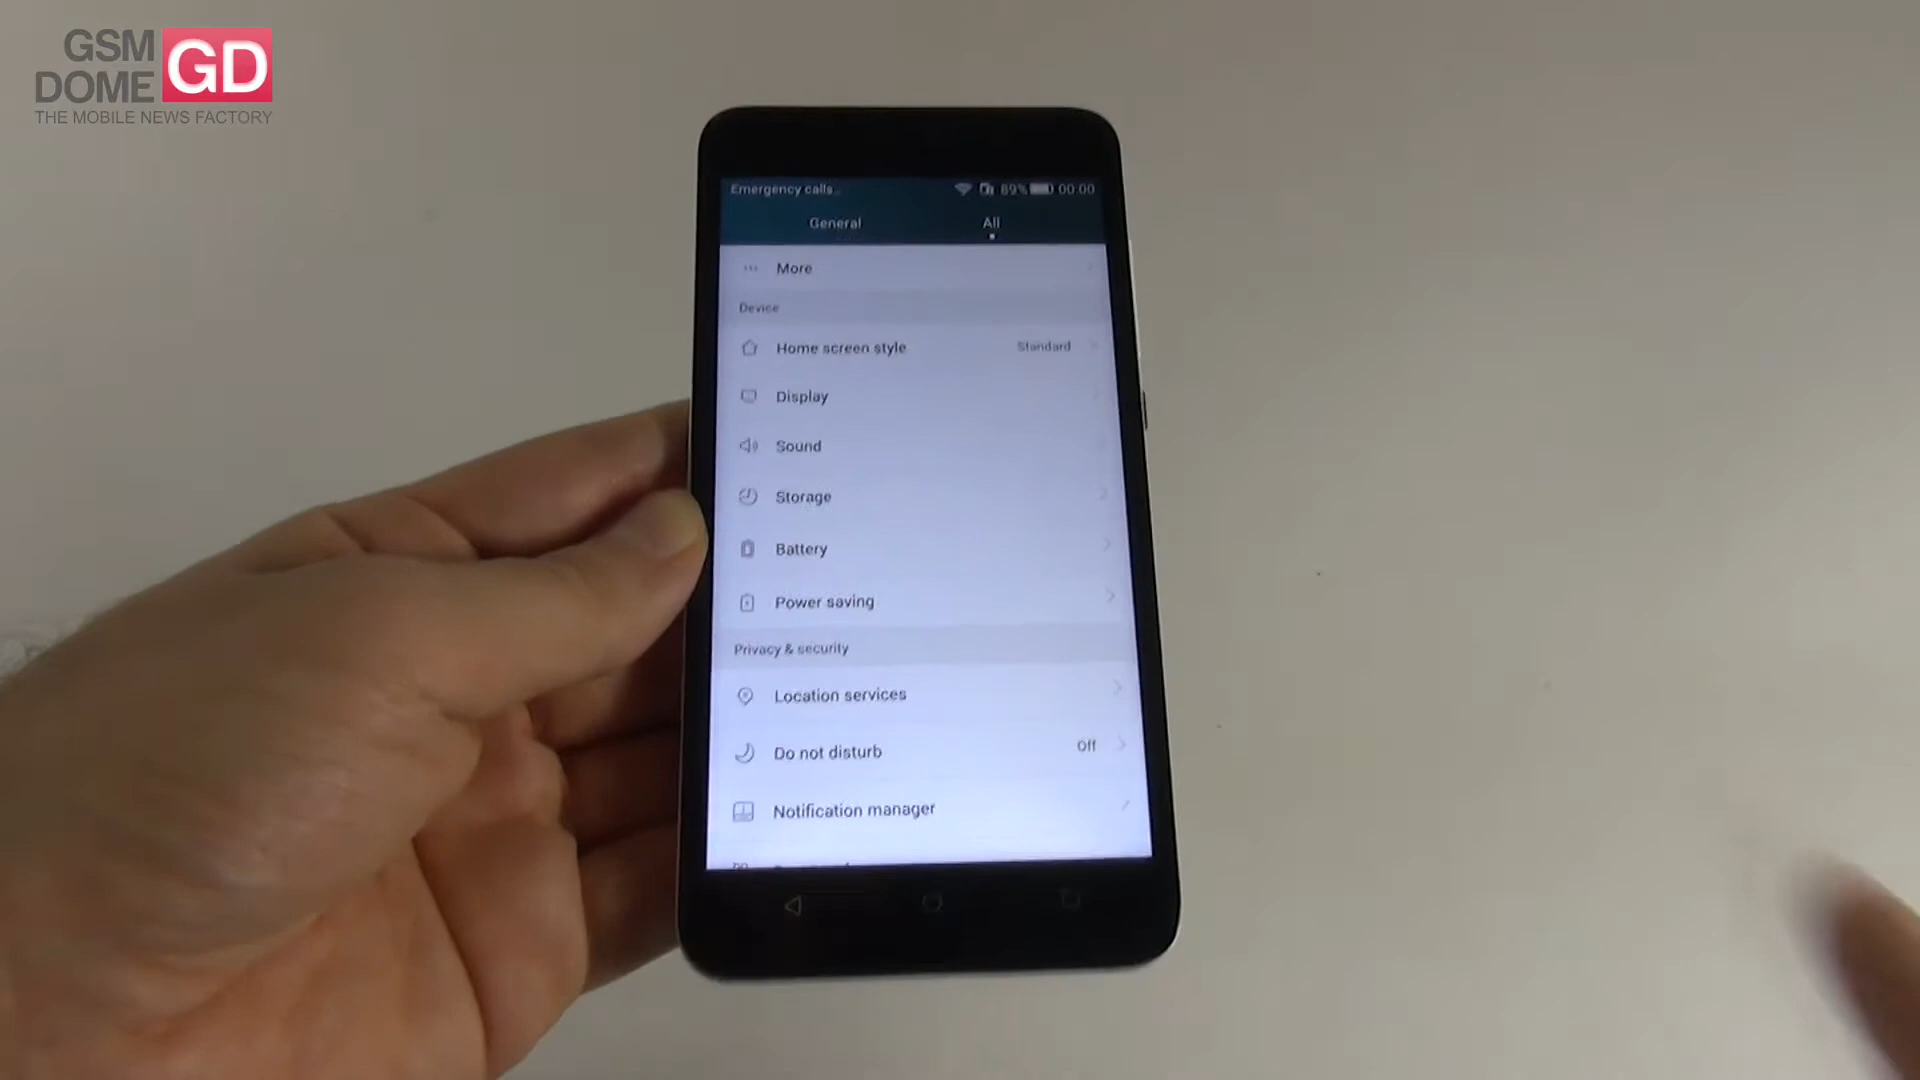 GSM
DOME
GD
THE MOBILE NEWS FACTORY
Emergency calls... 89% 00:00
General All
More
Device
Home screen style Standard
Display
Sound
Storage
Battery
Power saving
Privacy & security
Location services
Do not disturb Off
Notification manager